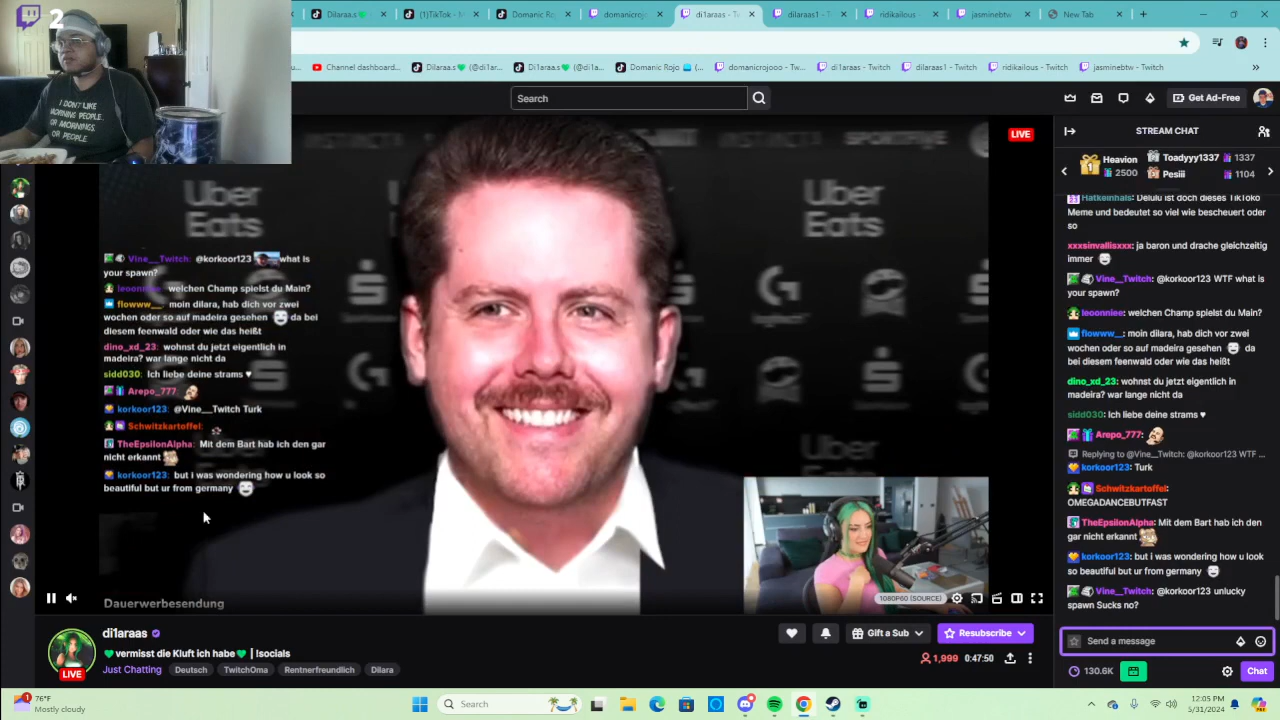 2
Dilaraa.s💚
(1)TikTok - M
Domanic Rojo
domanicrojo
di1araas - T
dilaraas1 - T
ridikailous - 
jasminebtw
New Tab
Channel dashboard...
Dilaraa.s💚 (@di1a...
Dilaraa.s💚 (@di1a...
Domanic Rojo
domanicrojooo - Tw...
di1araas - Twitch
dilaraas1 - Twitch
ridikailous - Twitch
jasminebtw - Twitch
I DON'T LIKE
MORNING PEOPLE.
OR MORNINGS.
OR PEOPLE.
Search
Get Ad-Free
LIVE
Uber
Eats
Uber
Eats
Vine__Twitch: @korkoor123 what is
your spawn?
leoonniee: welchen Champ spielst du Main?
flowww__: moin dilara, hab dich vor zwei
wochen oder so auf madeira gesehen da bei
diesem feenwald oder wie das heißt
dino_xd_23: wohnst du jetzt eigentlich in
madeira? war lange nicht da
sidd030: Ich liebe deine strams ♥
Arepo_777
korkoor123: @Vine__Twitch Turk
Schwitzkartoffel:
TheEpsilonAlpha: Mit dem Bart hab ich den gar
nicht erkannt
korkoor123: but i was wondering how u look so
beautiful but ur from germany
Dauerwerbesendung
1080P60 (SOURCE)
STREAM CHAT
1
Heavion
2500
Toadyyy1337 1337
Pesiii 1104
Hatkeinhals: Delulu ist doch dieses TikToko
Meme und bedeutet so viel wie bescheuert oder
so
xxxsinvallisxxx: ja baron und drache gleichzeitig
immer
Vine__Twitch: @korkoor123 WTF what is
your spawn?
leoonniee: welchen Champ spielst du Main?
flowww__: moin dilara, hab dich vor zwei
wochen oder so auf madeira gesehen da
bei diesem feenwald oder wie das heißt
dino_xd_23: wohnst du jetzt eigentlich in
madeira? war lange nicht da
sidd030: Ich liebe deine strams ♥
Arepo_777:
Replying to @Vine__Twitch: @korkoor123 WTF ...
korkoor123: Turk
Schwitzkartoffel:
OMEGADANCEBUTFAST
TheEpsilonAlpha: Mit dem Bart hab ich den
gar nicht erkannt
korkoor123: but i was wondering how u look
so beautiful but ur from germany
Vine__Twitch: @korkoor123 unlucky
spawn Sucks no?
Send a message
130.6K
Chat
LIVE
di1araas
💚vermisst die Kluft ich habe💚 | !socials
Just Chatting
Deutsch
TwitchOma
Rentnerfreundlich
Dilara
Gift a Sub
Resubscribe
1,999
0:47:50
1
76°F
Mostly cloudy
Search
12:05 PM
5/31/2024